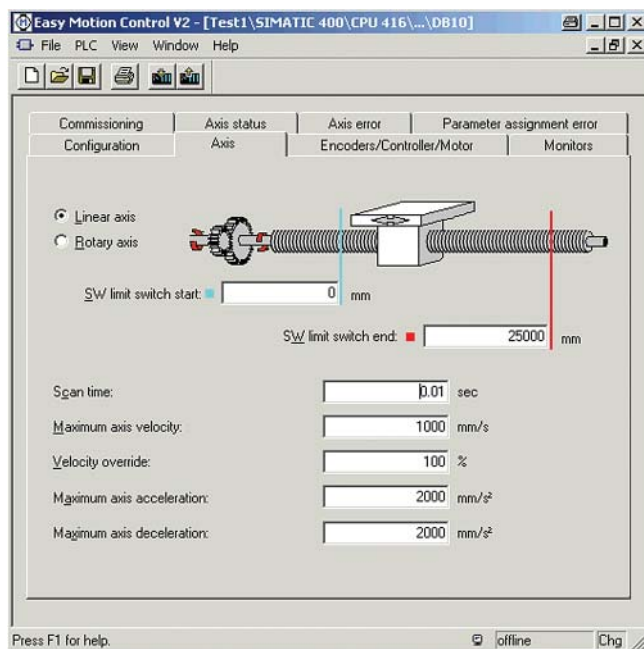 Easy Motion Control V2 - [Test1\SIMATIC 400\CPU 416\...\DB10]
File PLC View Window Help
Commissioning Axis status Axis error Parameter assignment error
Configuration Axis Encoders/Controller/Motor Monitors
Linear axis
Rotary axis
SW limit switch start: 0 mm
SW limit switch end: 25000 mm
Scan time: 0.01 sec
Maximum axis velocity: 1000 mm/s
Velocity override: 100 %
Maximum axis acceleration: 2000 mm/s²
Maximum axis deceleration: 2000 mm/s²
Press F1 for help. offline Chg